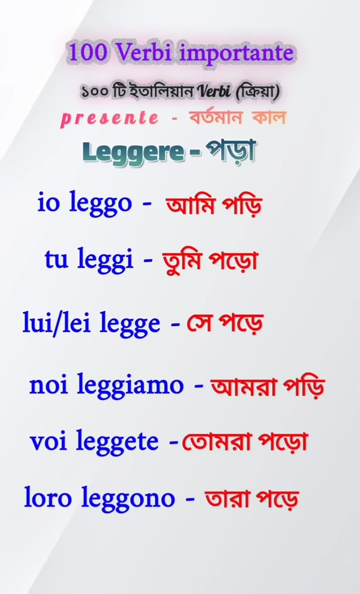 100 Verbi importante
১০০ টি ইতালিয়ান Verbi (ক্রিয়া)
presente - বর্তমান কাল
Leggere - পড়া
io leggo - আমি পড়ি
tu leggi - তুমি পড়ো
lui/lei legge - সে পড়ে
noi leggiamo - আমরা পড়ি
voi leggete - তোমরা পড়ো
loro leggono - তারা পড়ে